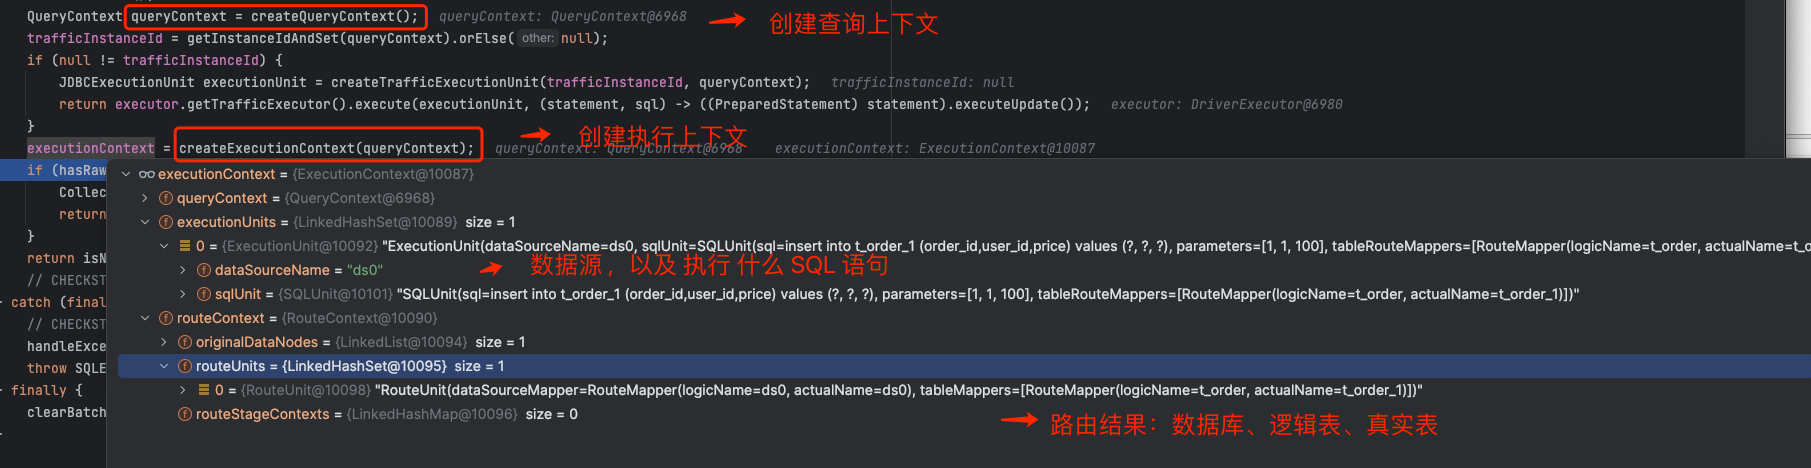 QueryContext queryContext = createQueryContext(); queryContext: QueryContext@6968 创建查询上下文
trafficInstanceId = getInstanceIdAndSet(queryContext).orElse( other: null);
if (null != trafficInstanceId) {
JDBCExecutionUnit executionUnit = createTrafficExecutionUnit(trafficInstanceId, queryContext); trafficInstanceId: null
return executor.getTrafficExecutor().execute(executionUnit, (statement, sql) -> ((PreparedStatement) statement).executeUpdate()); executor: DriverExecutor@6980
}
创建执行上下文
executionContext = createExecutionContext(queryContext); queryContext: QueryContext@6968 executionContext: ExecutionContext@10087
if (hasRaw
executionContext = {ExecutionContext@10087}
Collec
queryContext = {QueryContext@6968}
return
executionUnits = {LinkedHashSet@10089} size = 1
}
0 = {ExecutionUnit@10092} "ExecutionUnit(dataSourceName=ds0, sqlUnit=SQLUnit(sql=insert into t_order_1 (order_id,user_id,price) values (?, ?, ?), parameters=[1, 1, 100], tableRouteMappers=[RouteMapper(logicName=t_order, actualName=t_o
return isN
dataSourceName = "ds0"
数据源，以及 执行 什么 SQL 语句
// CHECKST
sqlUnit = {SQLUnit@10101} "SQLUnit(sql=insert into t_order_1 (order_id,user_id,price) values (?, ?, ?), parameters=[1, 1, 100], tableRouteMappers=[RouteMapper(logicName=t_order, actualName=t_order_1)])"
catch (final
routeContext = {RouteContext@10090}
// CHECKST
originalDataNodes = {LinkedList@10094} size = 1
handleExce
routeUnits = {LinkedHashSet@10095} size = 1
throw SQLE
0 = {RouteUnit@10098} "RouteUnit(dataSourceMapper=RouteMapper(logicName=ds0, actualName=ds0), tableMappers=[RouteMapper(logicName=t_order, actualName=t_order_1)])"
finally {
routeStageContexts = {LinkedHashMap@10096} size = 0
clearBatch
路由结果：数据库、逻辑表、真实表